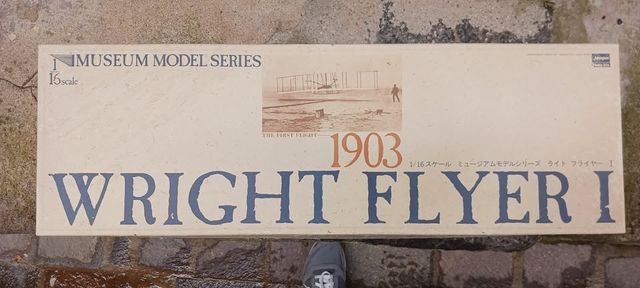 1
16 scale
MUSEUM MODEL SERIES
Hasegawa
THE FIRST FLIGHT
1903
1/16スケール ミュージアムモデルシリーズ ライト フライヤー I
WRIGHT FLYER I